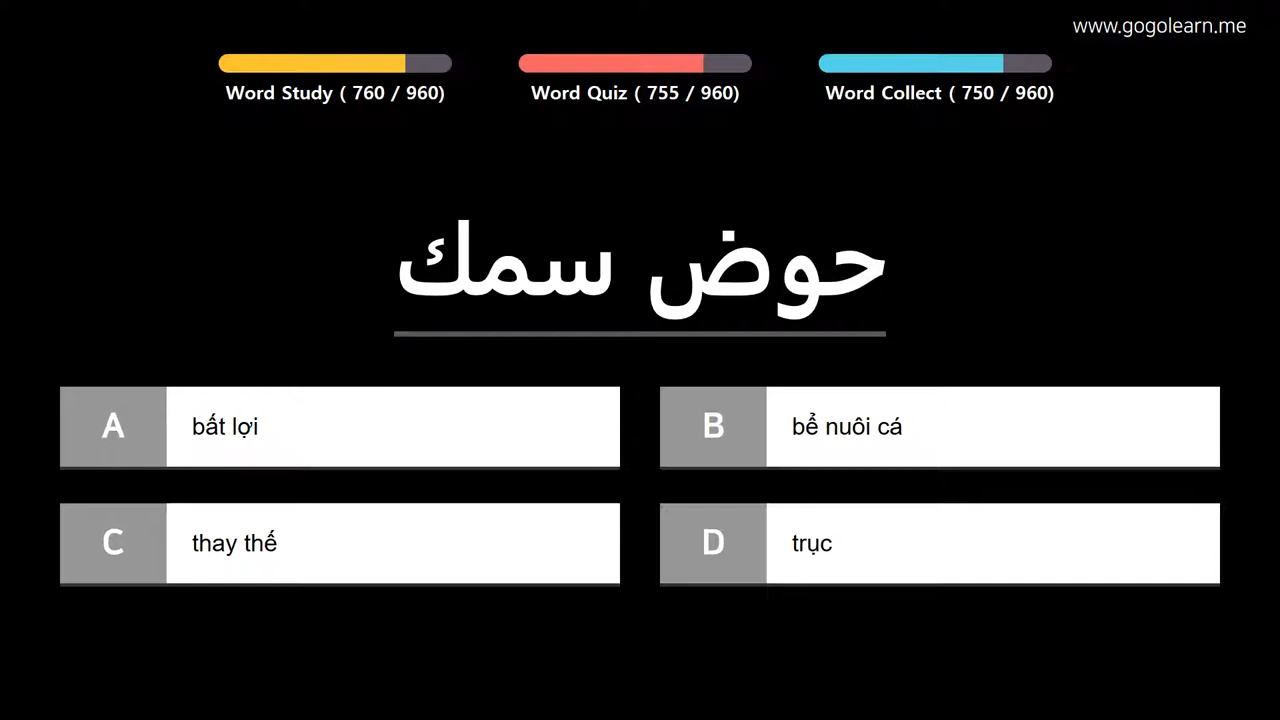 www.gogolearn.me
Word Study ( 760 / 960)
Word Quiz ( 755 / 960)
Word Collect ( 750 / 960)
حوض سمك
A bất lợi
B bể nuôi cá
C thay thế
D trục